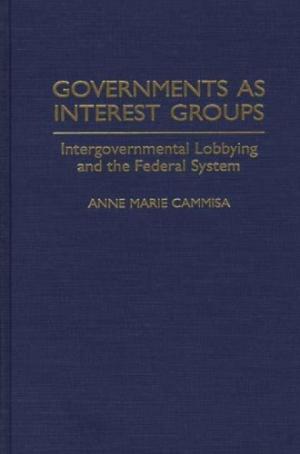 GOVERNMENTS AS
INTEREST GROUPS
Intergovernmental Lobbying
and the Federal System
ANNE MARIE CAMMISA